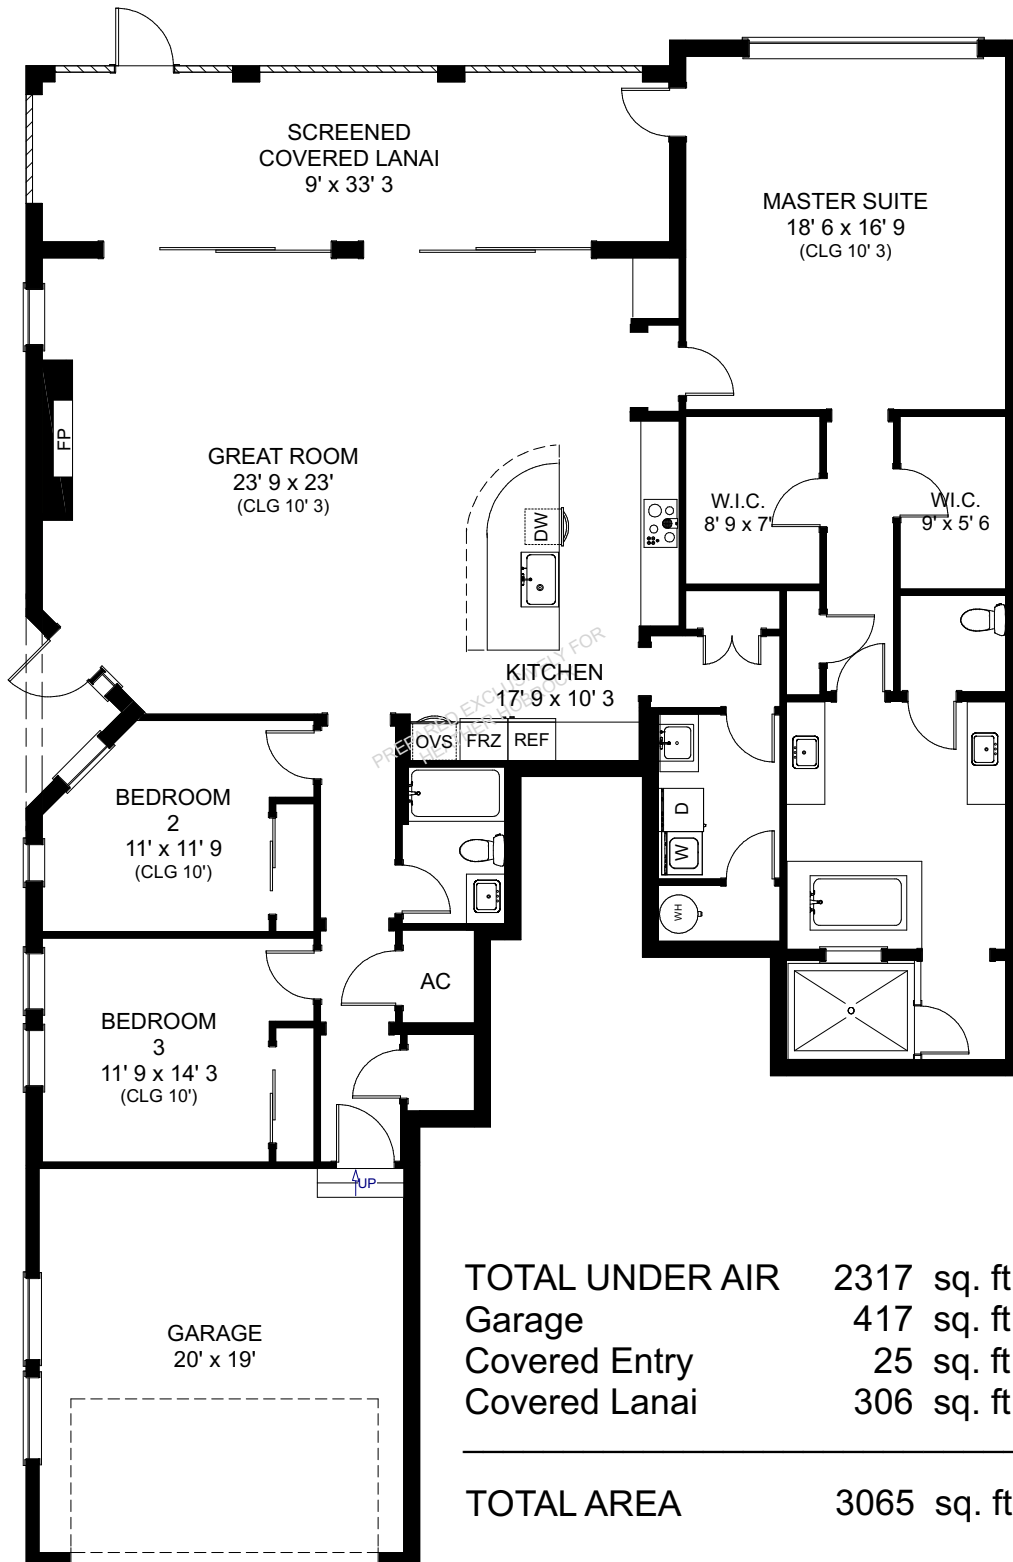 SCREENED
COVERED LANAI
9' x 33' 3
MASTER SUITE
18' 6 x 16' 9
(CLG 10' 3)
FP
GREAT ROOM
23' 9 x 23'
(CLG 10' 3)
DW
W.I.C.
8' 9 x 7'
W.I.C.
9' x 5' 6
KITCHEN
17' 9 x 10' 3
OVS
FRZ
REF
BEDROOM
2
11' x 11' 9
(CLG 10')
D
W
WH
AC
BEDROOM
3
11' 9 x 14' 3
(CLG 10')
UP
GARAGE
20' x 19'
TOTAL UNDER AIR 2317 sq. ft
Garage 417 sq. ft
Covered Entry 25 sq. ft
Covered Lanai 306 sq. ft
TOTAL AREA 3065 sq. ft